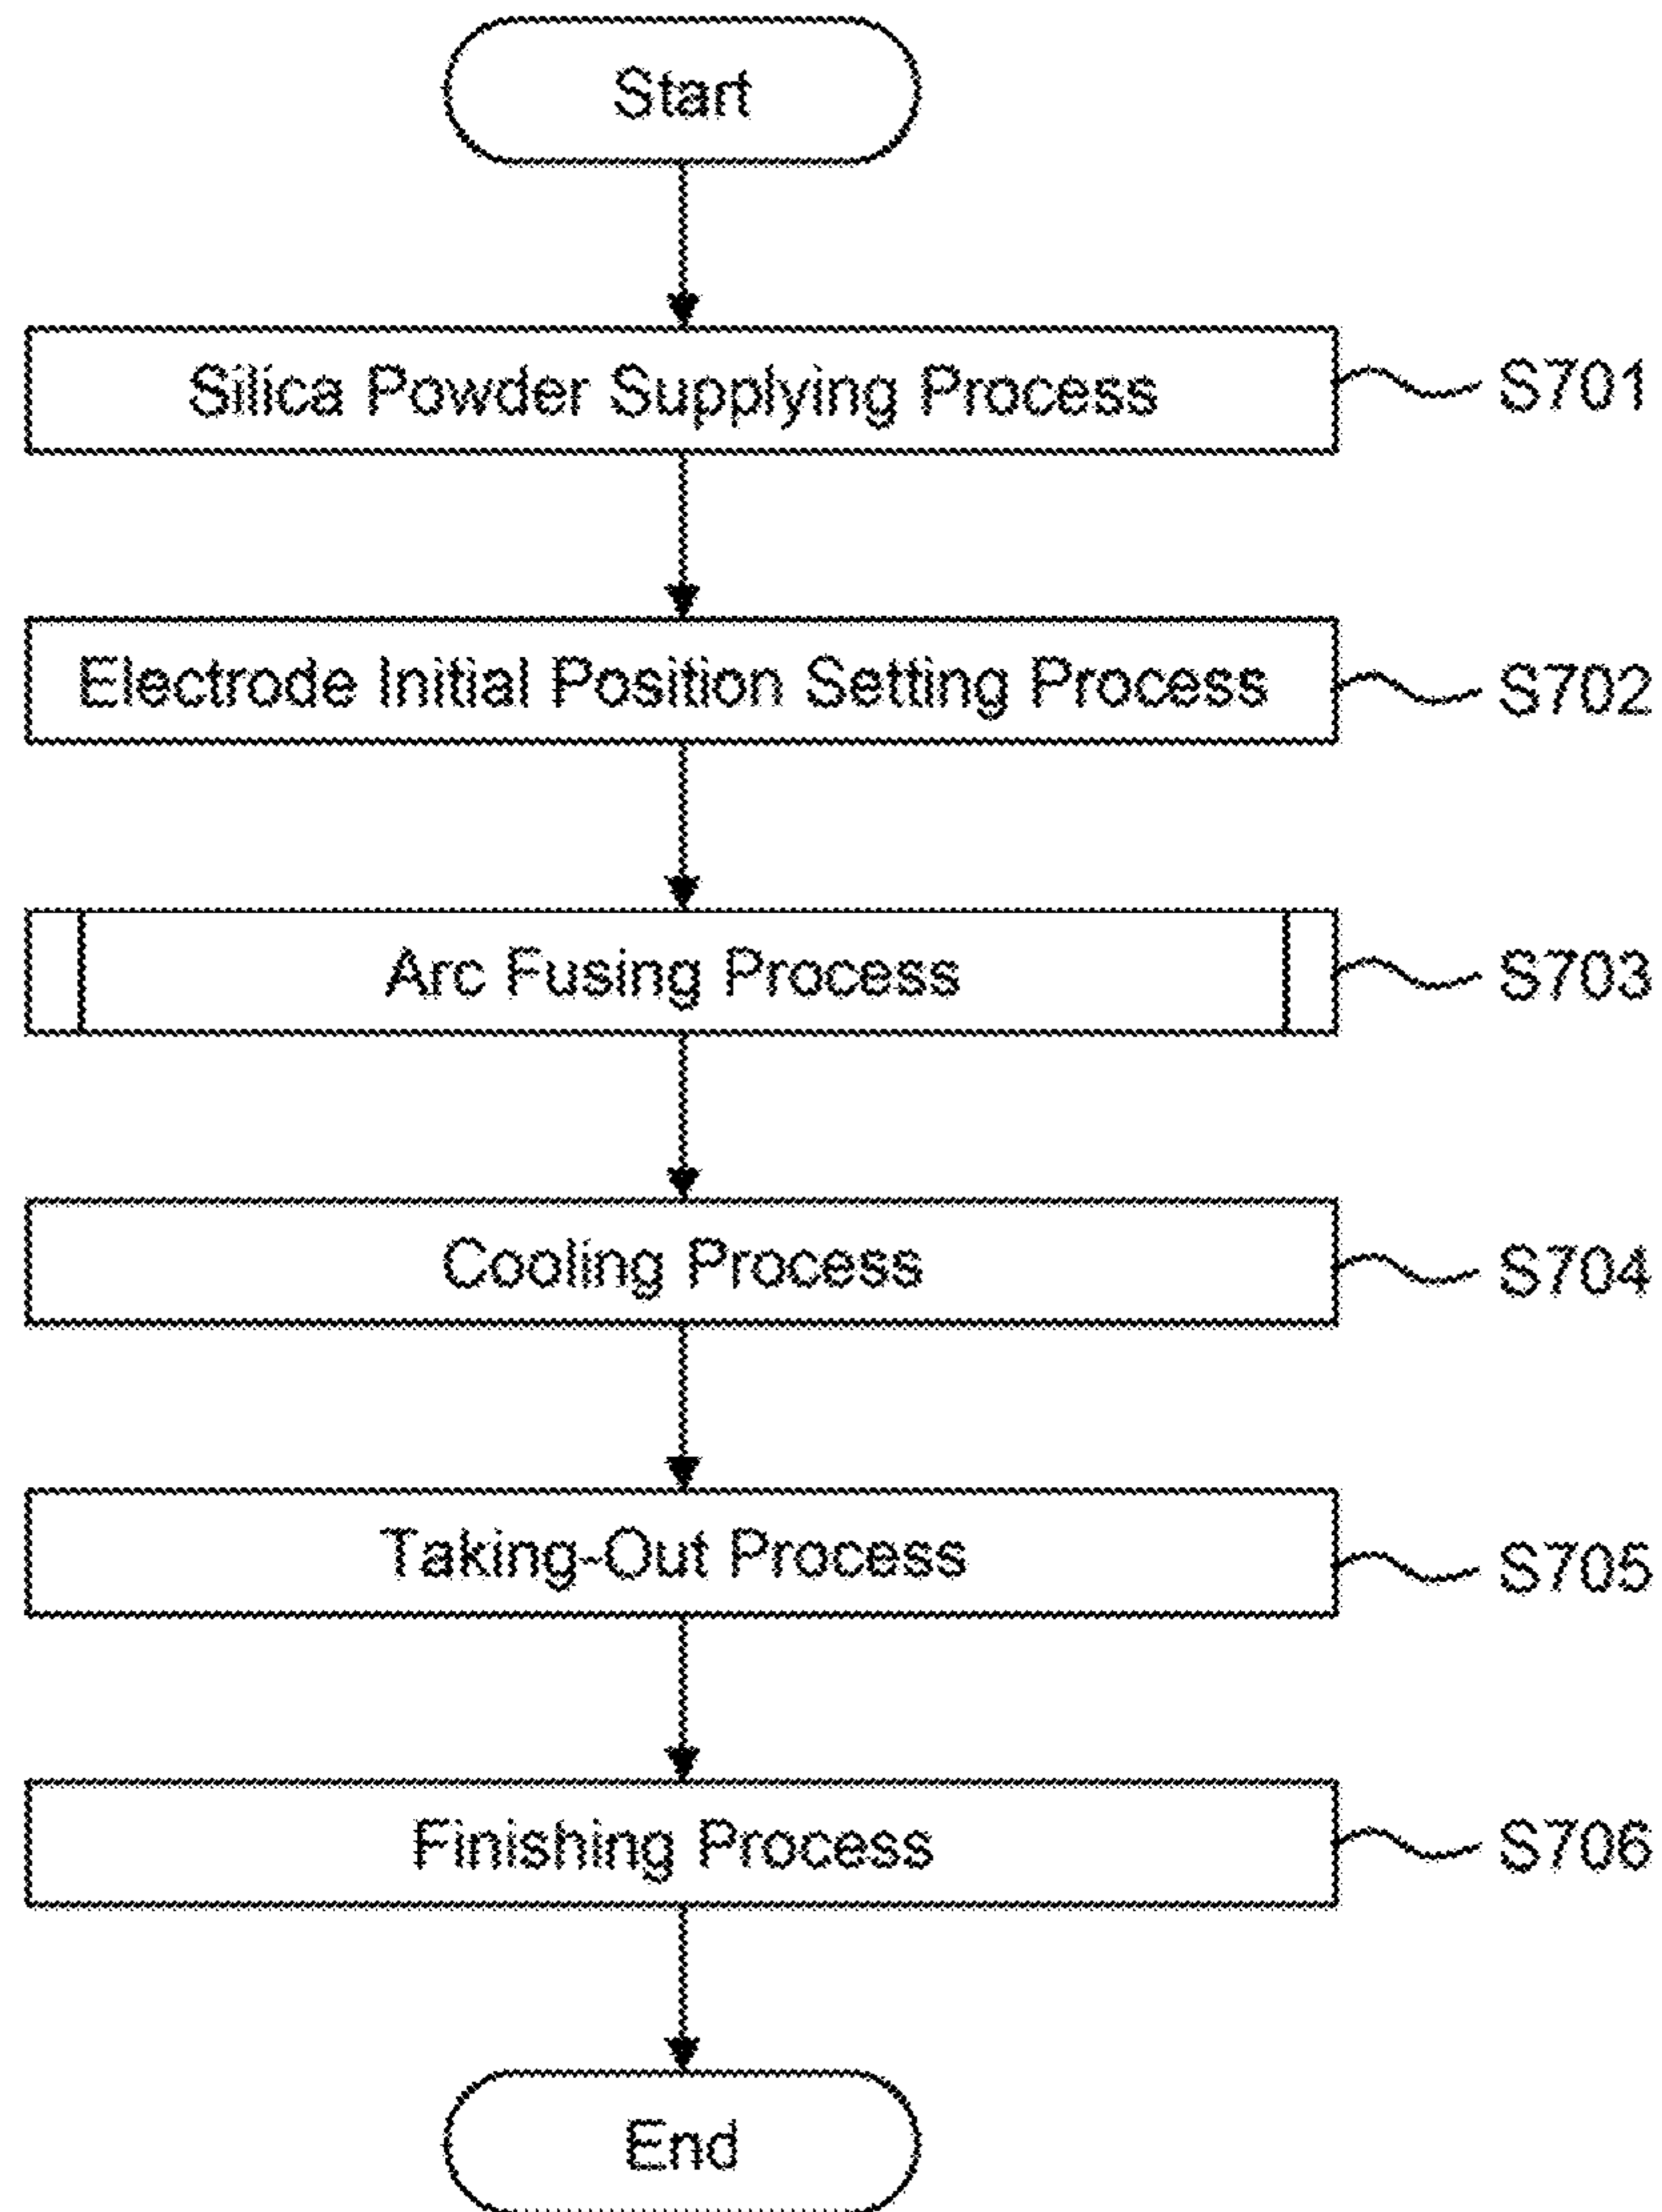 Start
Silica Powder Supplying Process
S701
Electrode Initial Position Setting Process
S702
Arc Fusing Process
S703
Cooling Process
S704
Taking-Out Process
S705
Finishing Process
S706
End